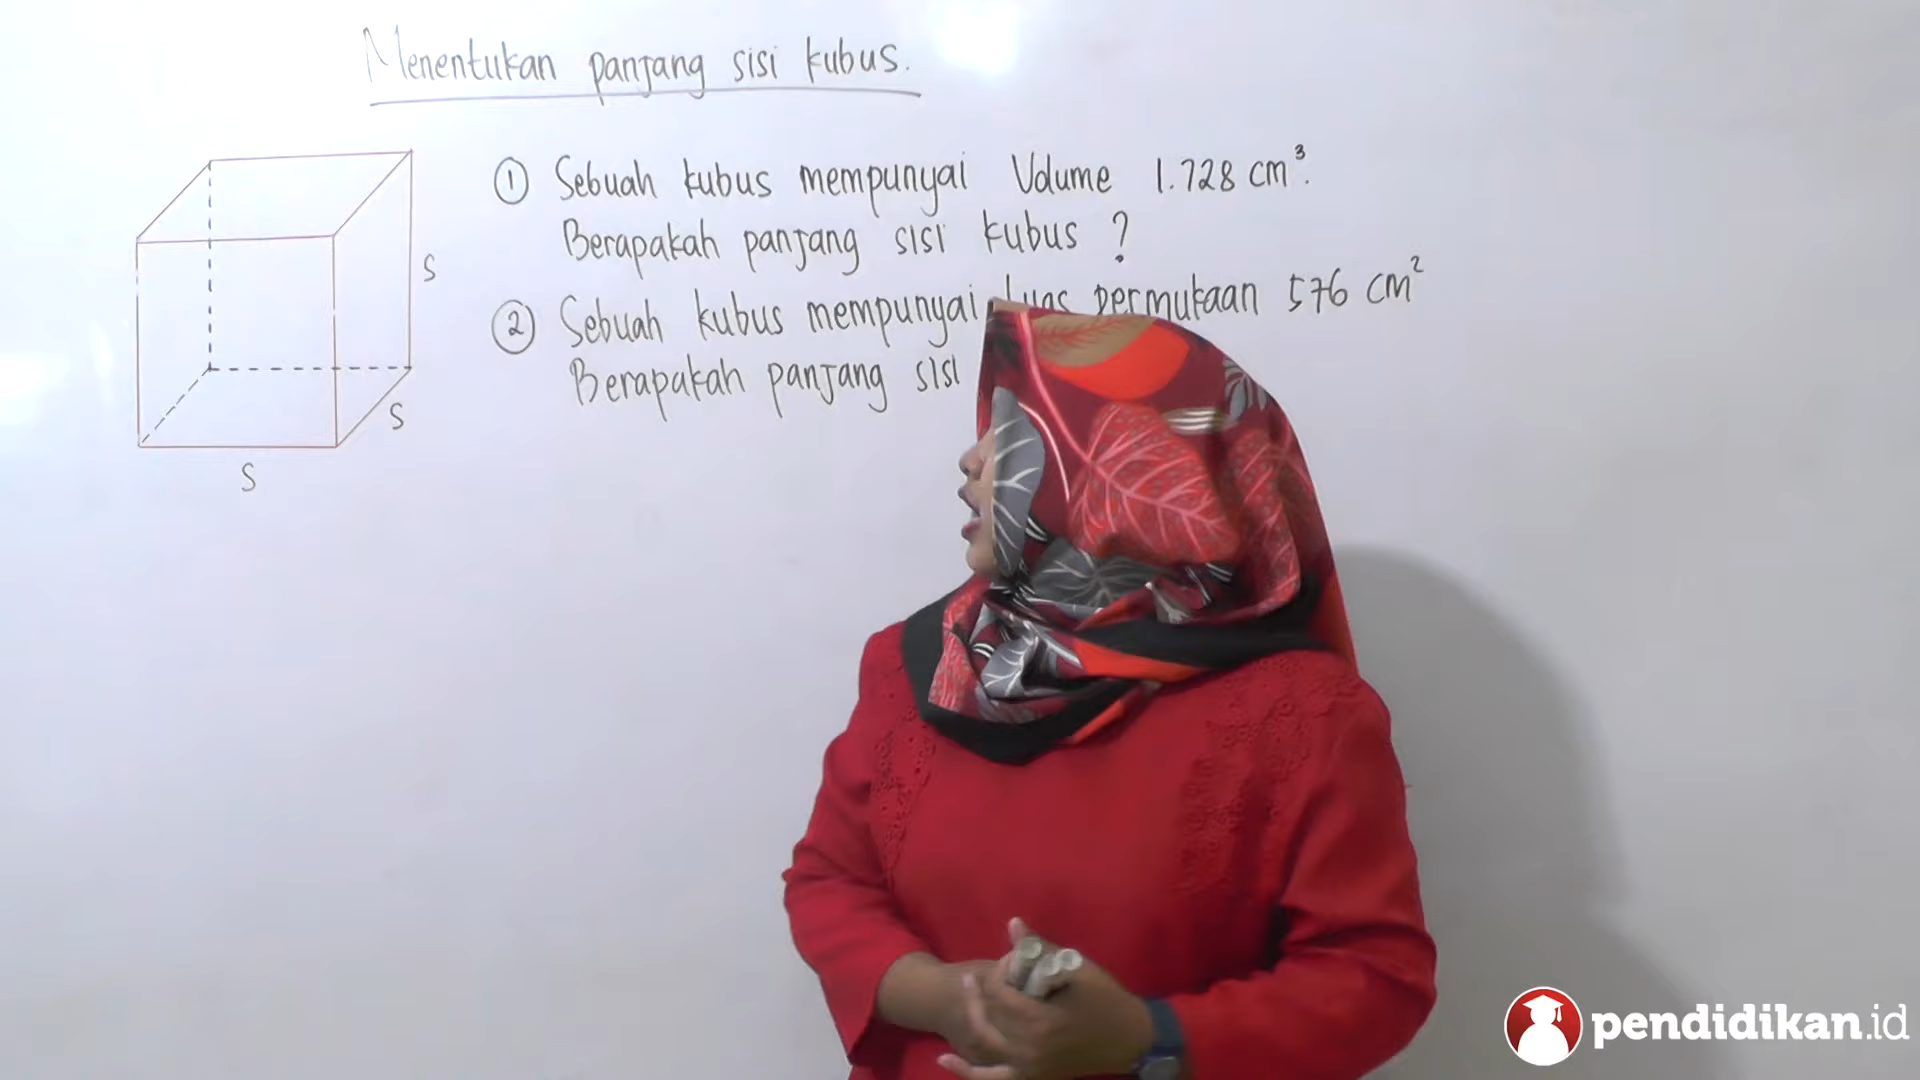 Menentukan panjang sisi kubus.
① Sebuah kubus mempunyai Volume 1.728 cm³.
Berapakah panjang sisi kubus ?
② Sebuah kubus mempunyai luas permukaan 576 cm²
Berapakah panjang sisi
S
S
S
pendidikan.id